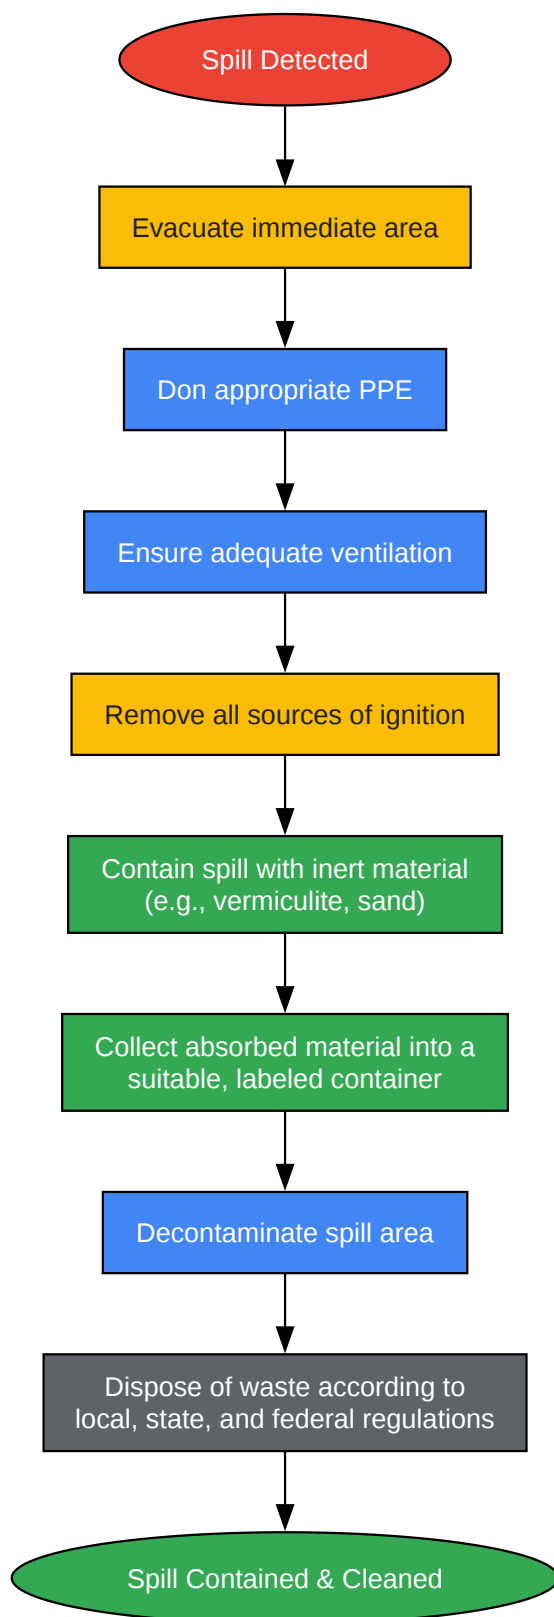 Spill Detected
Evacuate immediate area
Don appropriate PPE
Ensure adequate ventilation
Remove all sources of ignition
Contain spill with inert material
(e.g., vermiculite, sand)
Collect absorbed material into a
suitable, labeled container
Decontaminate spill area
Dispose of waste according to
local, state, and federal regulations
Spill Contained & Cleaned